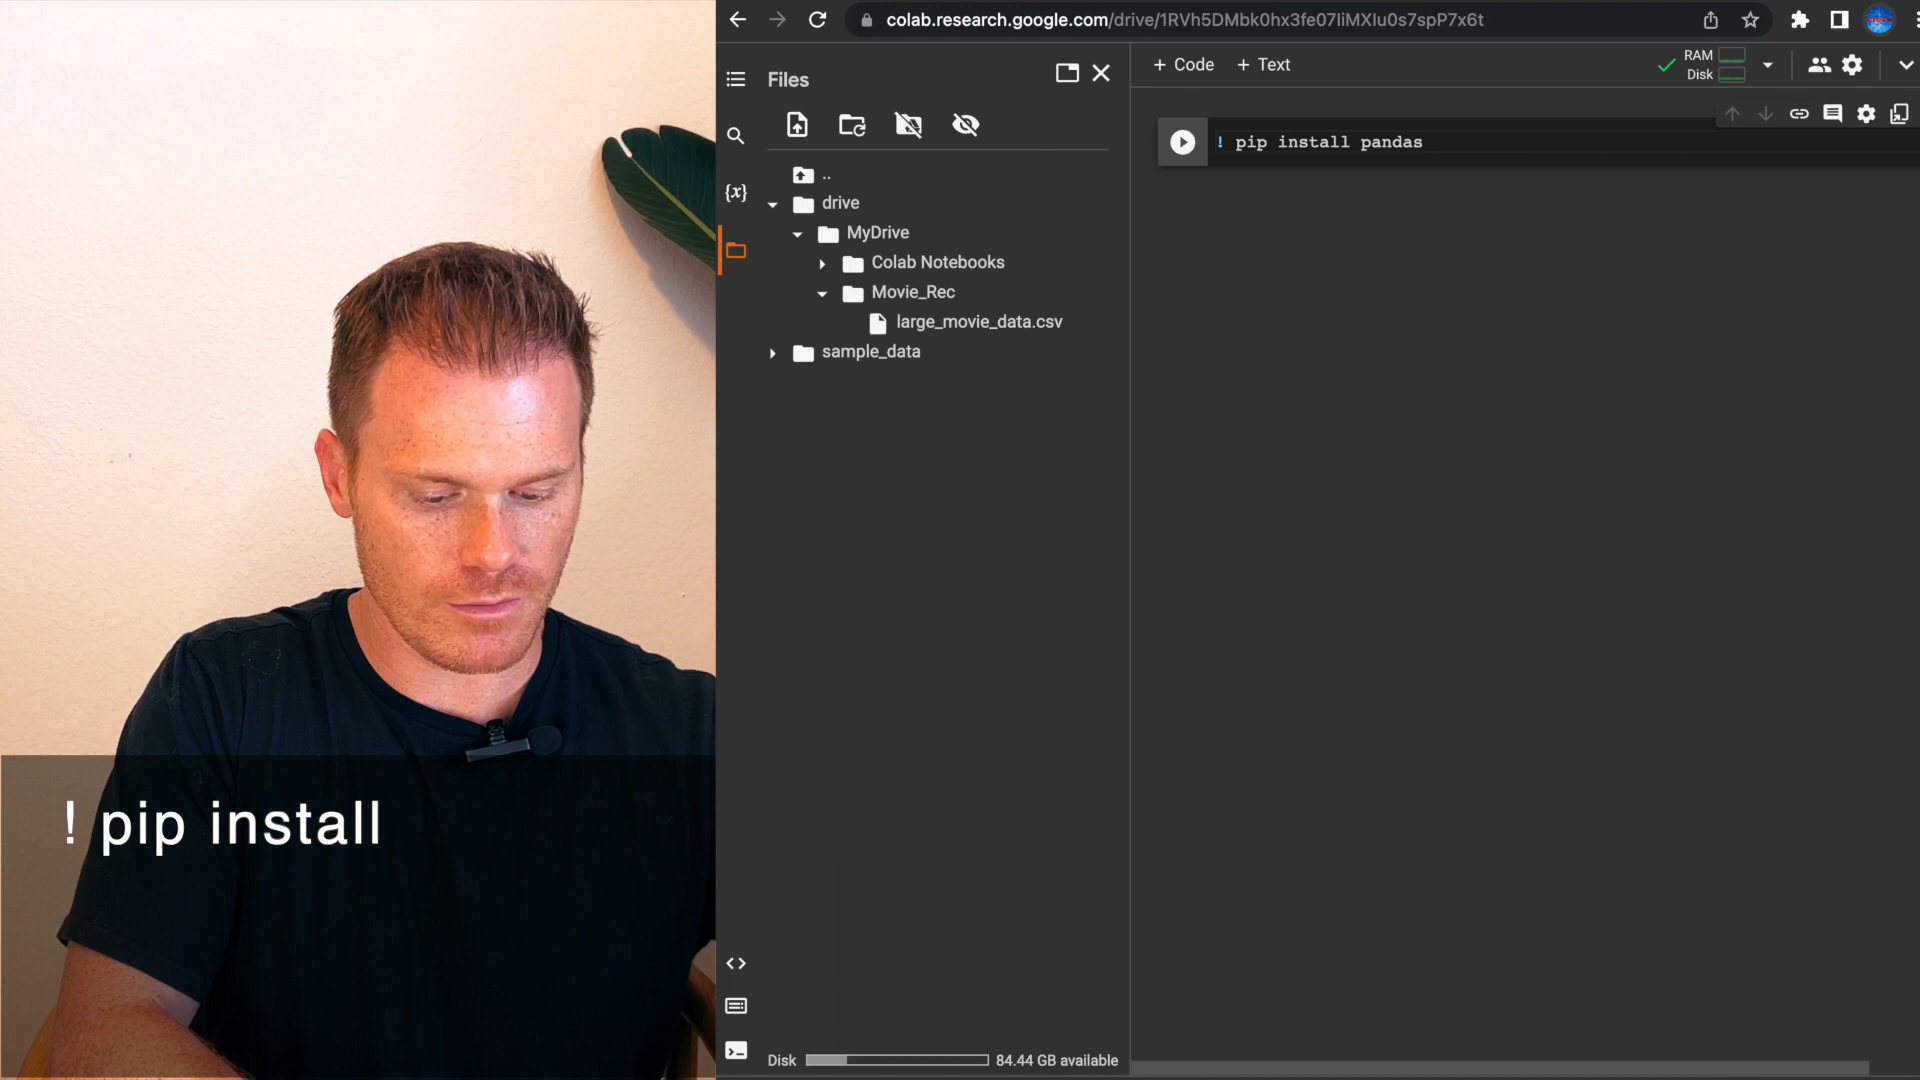 colab.research.google.com/drive/1RVh5DMbk0hx3fe07IiMXIu0s7spP7x6t
Files
+ Code + Text
RAM
Disk
{x}
..
drive
MyDrive
Colab Notebooks
Movie_Rec
large_movie_data.csv
sample_data
! pip install pandas
! pip install
Disk 84.44 GB available